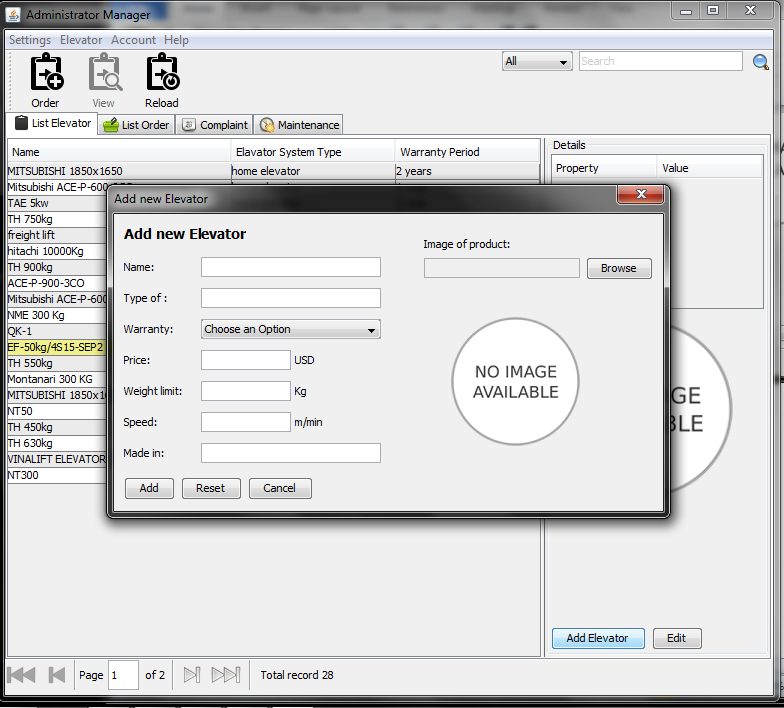 Administrator Manager
Settings Elevator Account Help
Order View Reload
All Search
List Elevator List Order Complaint Maintenance
Name Elavator System Type Warranty Period
MITSUBISHI 1850x1650 home elevator 2 years
Mitsubishi ACE-P-600
TAE 5kw
TH 750kg
freight lift
hitachi 10000Kg
TH 900kg
ACE-P-900-3CO
Mitsubishi ACE-P-600
NME 300 Kg
QK-1
EF-50kg/4S15-SEP2
TH 550kg
Montanari 300 KG
MITSUBISHI 1850x1
NT50
TH 450kg
TH 630kg
VINALIFT ELEVATOR
NT300
Details
Property Value
GE
BLE
Add Elevator Edit
Add new Elevator
Add new Elevator
Name:
Type of :
Warranty: Choose an Option
Price: USD
Weight limit: Kg
Speed: m/min
Made in:
Add Reset Cancel
Image of product:
Browse
NO IMAGE
AVAILABLE
Page 1 of 2 Total record 28